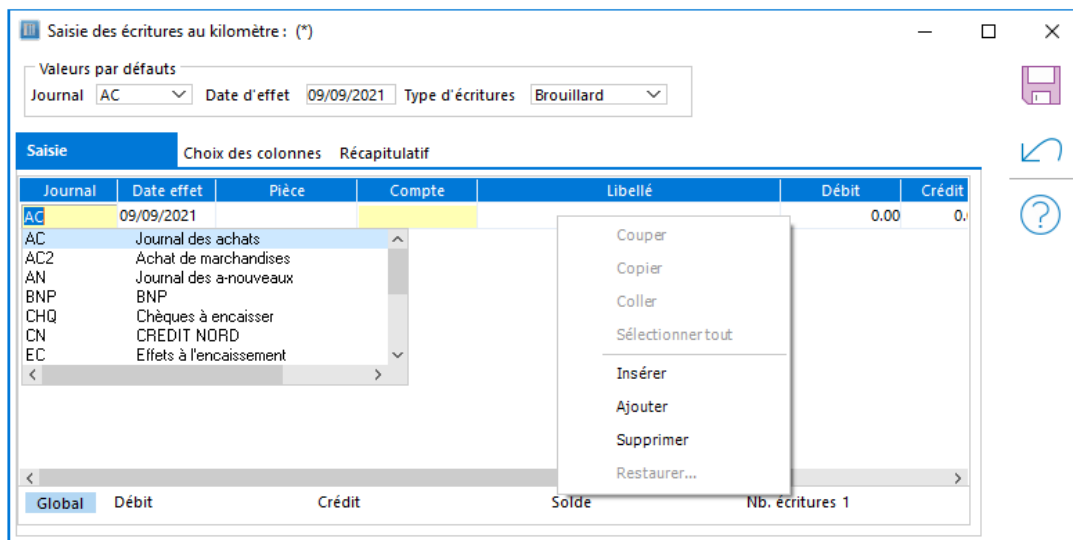 Saisie des écritures au kilomètre : (*)
Valeurs par défauts
Journal AC Date d'effet 09/09/2021 Type d'écritures Brouillard
Saisie Choix des colonnes Récapitulatif
Journal Date effet Pièce Compte Libellé Débit Crédit
AC 09/09/2021 0.00 0.
AC Journal des achats
AC2 Achat de marchandises
AN Journal des a-nouveaux
BNP BNP
CHQ Chèques à encaisser
CN CREDIT NORD
EC Effets à l'encaissement
Couper
Copier
Coller
Sélectionner tout
Insérer
Ajouter
Supprimer
Restaurer...
Global Débit Crédit Solde Nb. écritures 1